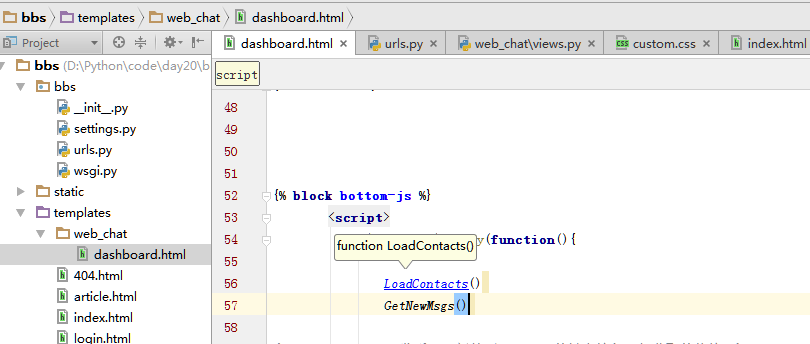 bbs templates web_chat dashboard.html
Project dashboard.html urls.py web_chat\views.py custom.css index.html
bbs (D:\Python\code\day20\b
bbs
__init__.py
settings.py
urls.py
wsgi.py
static
templates
web_chat
dashboard.html
404.html
article.html
index.html
login.html
script
48
49
50
51
52 {% block bottom-js %}
53 <script>
54 y(function(){
function LoadContacts()
55
56 LoadContacts()
57 GetNewMsgs()
58